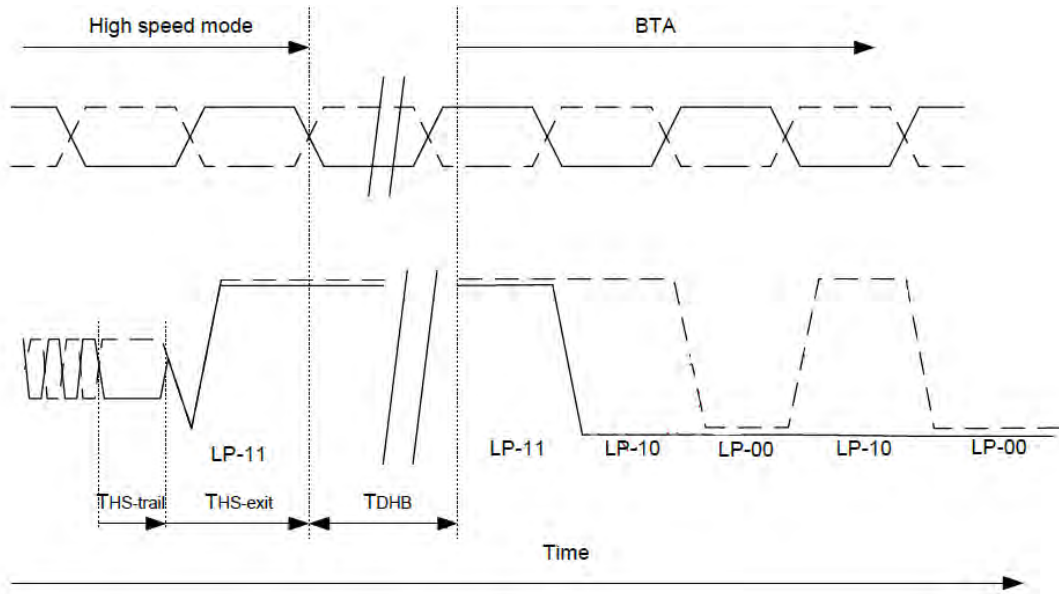 High speed mode
BTA
LP-11
LP-11
LP-10
LP-00
LP-10
LP-00
THS-trail
THS-exit
TDHB
Time